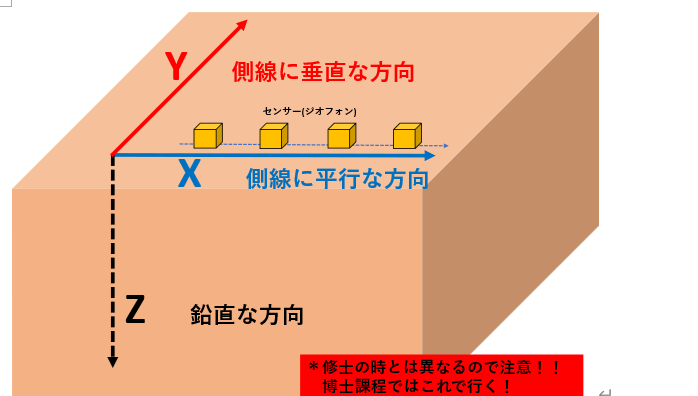 Y
側線に垂直な方向
センサー(ジオフォン)
X
側線に平行な方向
Z
鉛直な方向
＊修士の時とは異なるので注意！！
博士課程ではこれで行く！